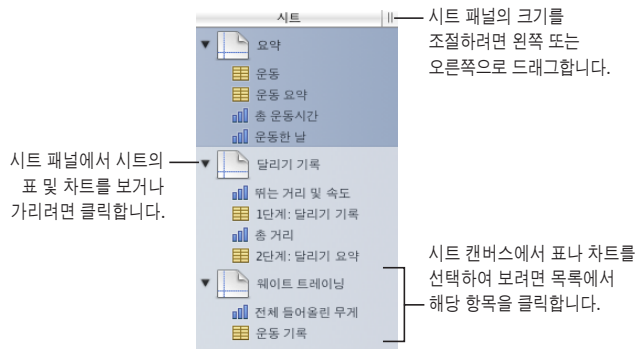 시트
시트 패널의 크기를
조절하려면 왼쪽 또는
오른쪽으로 드래그합니다.
요약
운동
운동 요약
총 운동시간
운동한 날
시트 패널에서 시트의
표 및 차트를 보거나
가리려면 클릭합니다.
달리기 기록
뛰는 거리 및 속도
1단계: 달리기 기록
총 거리
2단계: 달리기 요약
웨이트 트레이닝
전체 들어올린 무게
운동 기록
시트 캔버스에서 표나 차트를
선택하여 보려면 목록에서
해당 항목을 클릭합니다.